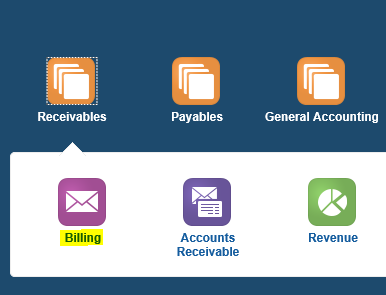 Receivables
Payables
General Accounting
Billing
Accounts
Receivable
Revenue